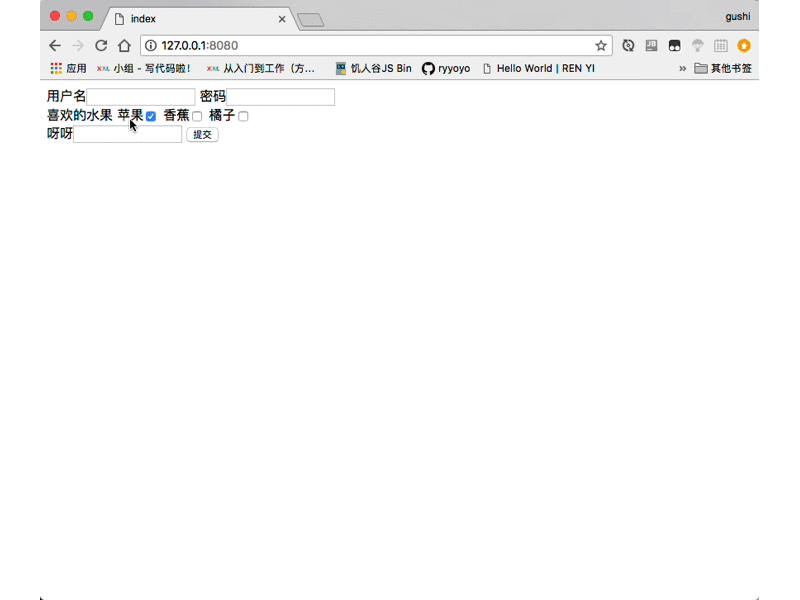 index
gushi
127.0.0.1:8080
应用 小组 - 写代码啦！ 从入门到工作（方... 饥人谷JS Bin ryyoyo Hello World | REN YI » 其他书签
用户名 密码
喜欢的水果 苹果 香蕉 橘子
呀呀 提交